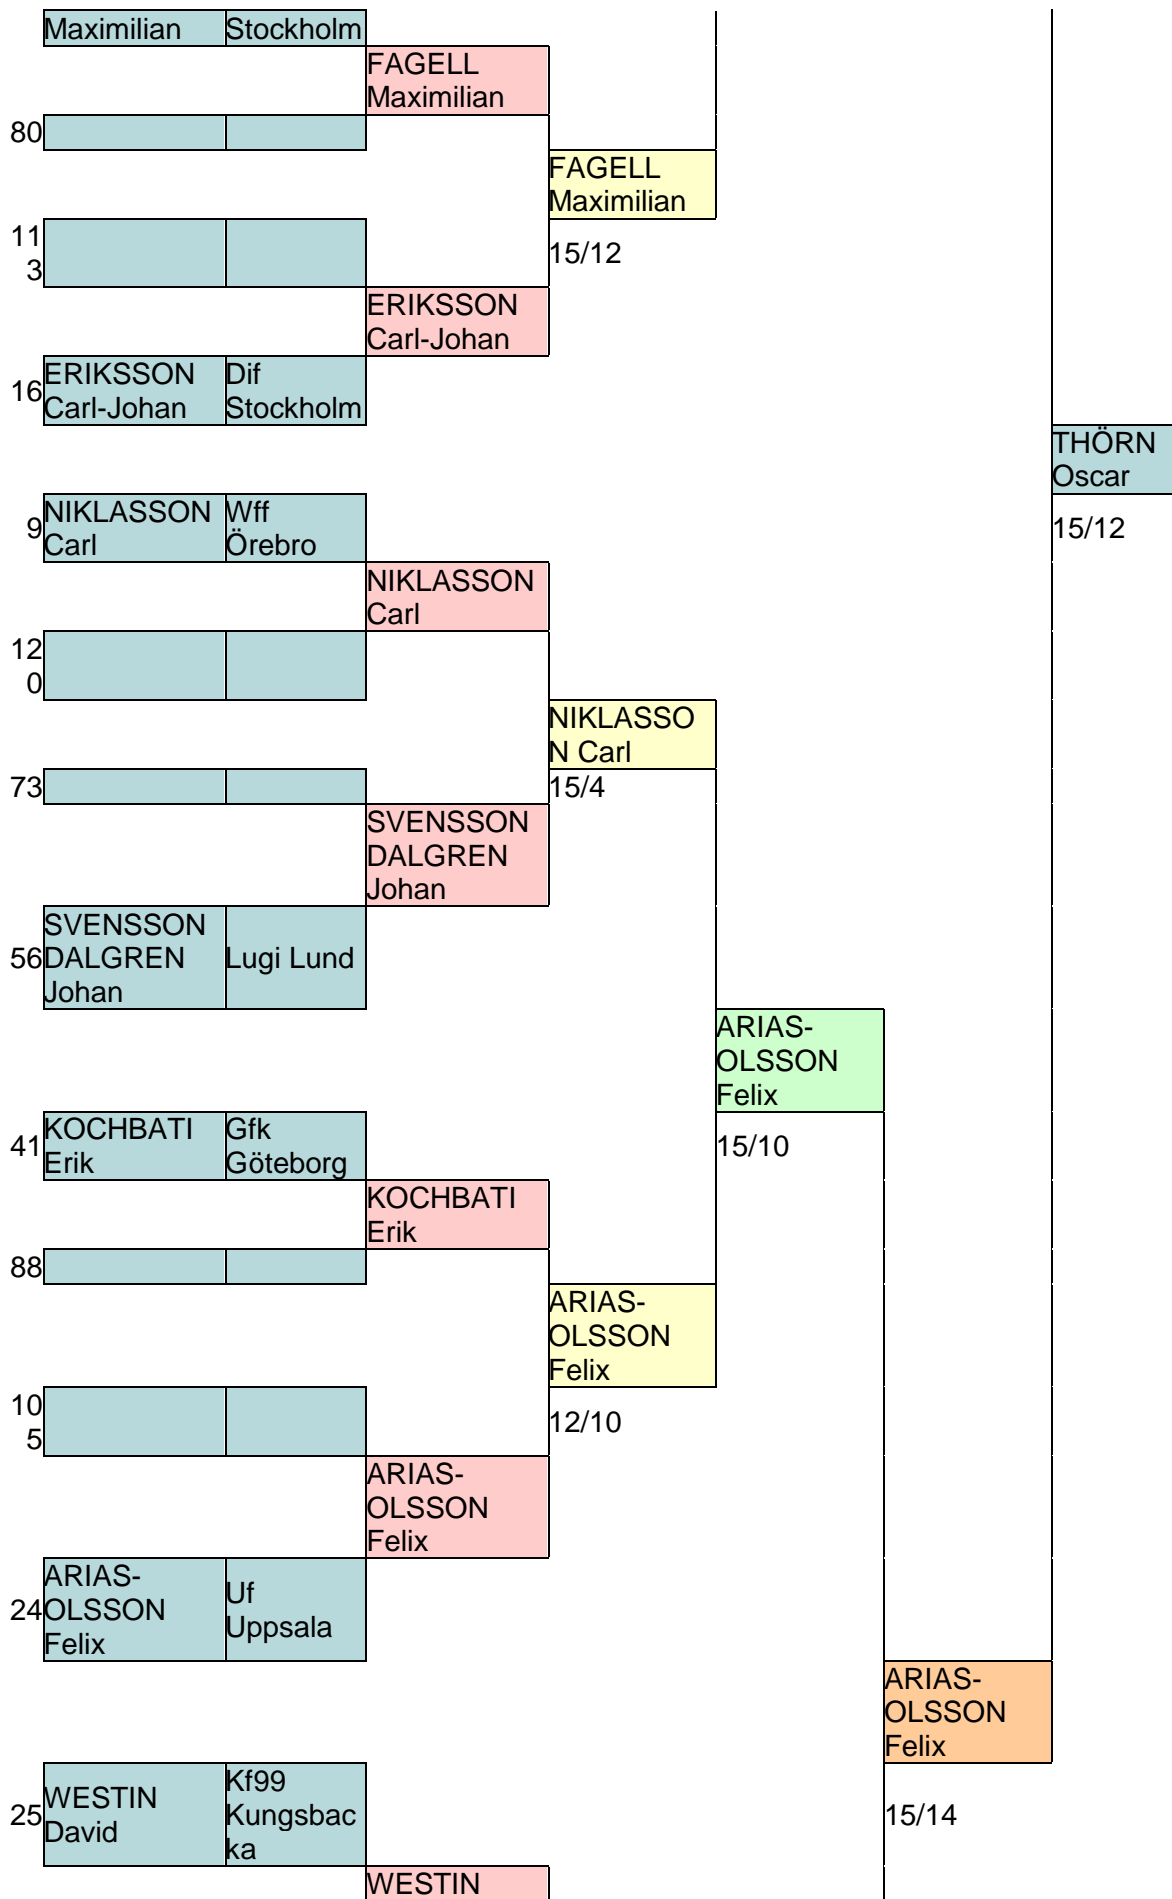 Maximilian Stockholm
FAGELL
Maximilian
80
FAGELL
Maximilian
11
3
15/12
ERIKSSON
Carl-Johan
16 ERIKSSON Dif
Carl-Johan Stockholm
THÖRN
Oscar
9 NIKLASSON Wff
Carl Örebro
15/12
NIKLASSON
Carl
12
0
NIKLASSO
N Carl
73
15/4
SVENSSON
DALGREN
Johan
SVENSSON
56 DALGREN Lugi Lund
Johan
ARIAS-
OLSSON
Felix
41 KOCHBATI Gfk
Erik Göteborg
15/10
KOCHBATI
Erik
88
ARIAS-
OLSSON
Felix
10
5
12/10
ARIAS-
OLSSON
Felix
ARIAS-
24 OLSSON Uf
Felix Uppsala
ARIAS-
OLSSON
Felix
25 WESTIN Kf99
David Kungsbac
ka
15/14
WESTIN